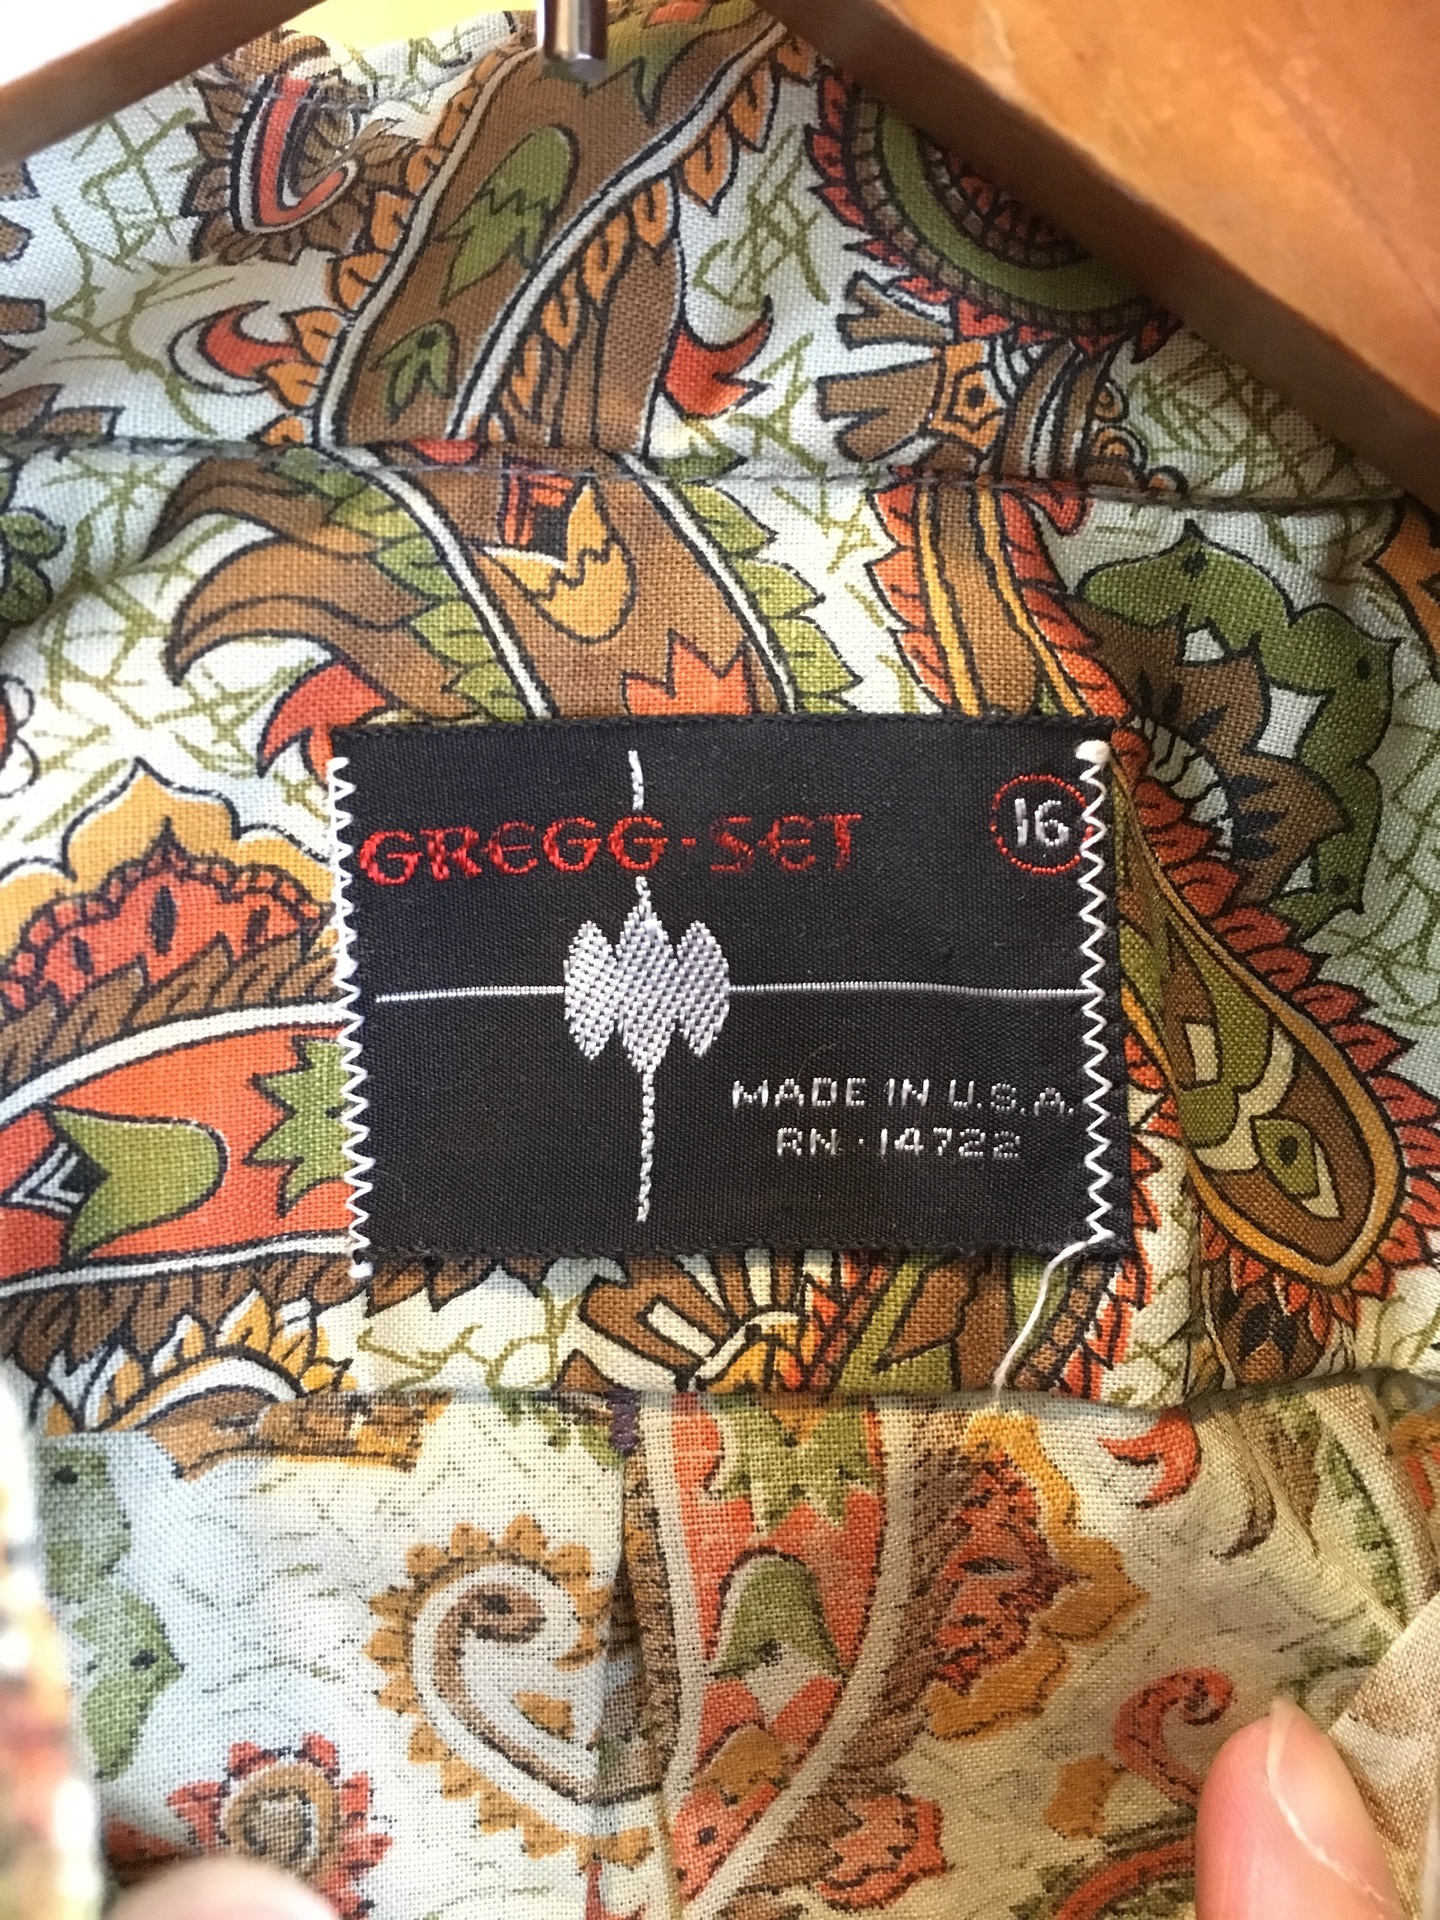 GREGG-SET
16
MADE IN U.S.A.
RN·14722